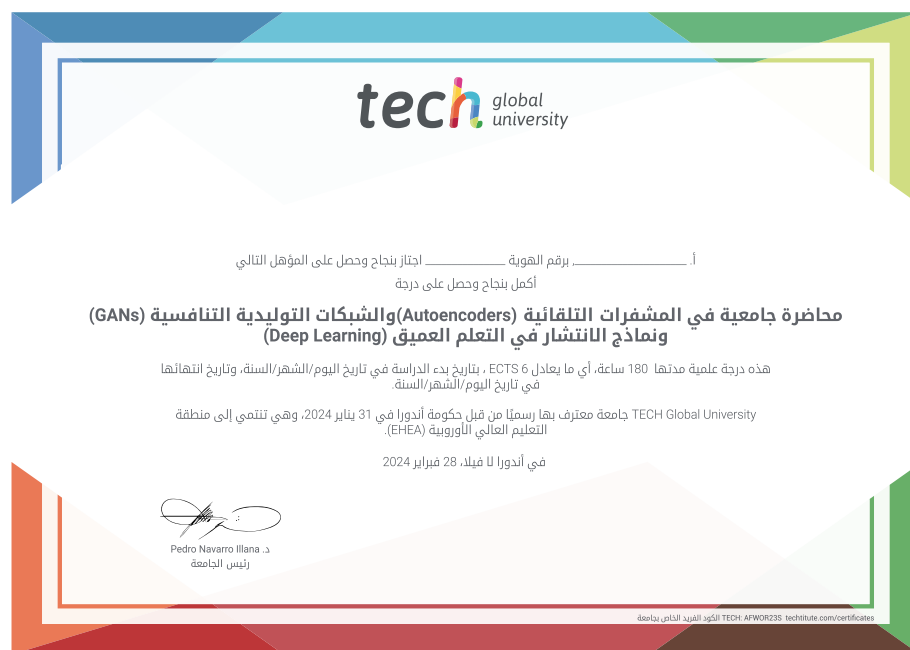 tech global
university
أ. ____________________, برقم الهوية ______________ اجتاز بنجاح وحصل على المؤهل التالي
أكمل بنجاح وحصل على درجة
محاضرة جامعية في المشفرات التلقائية (Autoencoders)والشبكات التوليدية التنافسية (GANs)
ونماذج الانتشار في التعلم العميق (Deep Learning)
هذه درجة علمية مدتها 180 ساعة، أي ما يعادل 6 ECTS ، بتاريخ بدء الدراسة في تاريخ اليوم/الشهر/السنة، وتاريخ انتهائها
في تاريخ اليوم/الشهر/السنة.
TECH Global University جامعة معترف بها رسميًا من قبل حكومة أندورا في 31 يناير 2024، وهي تنتمي إلى منطقة
التعليم العالي الأوروبية (EHEA).
في أندورا لا فيلا، 28 فبراير 2024
د. Pedro Navarro Illana
رئيس الجامعة
الكود الفريد الخاص بجامعة TECH: AFWOR23S techtitute.com/certificates